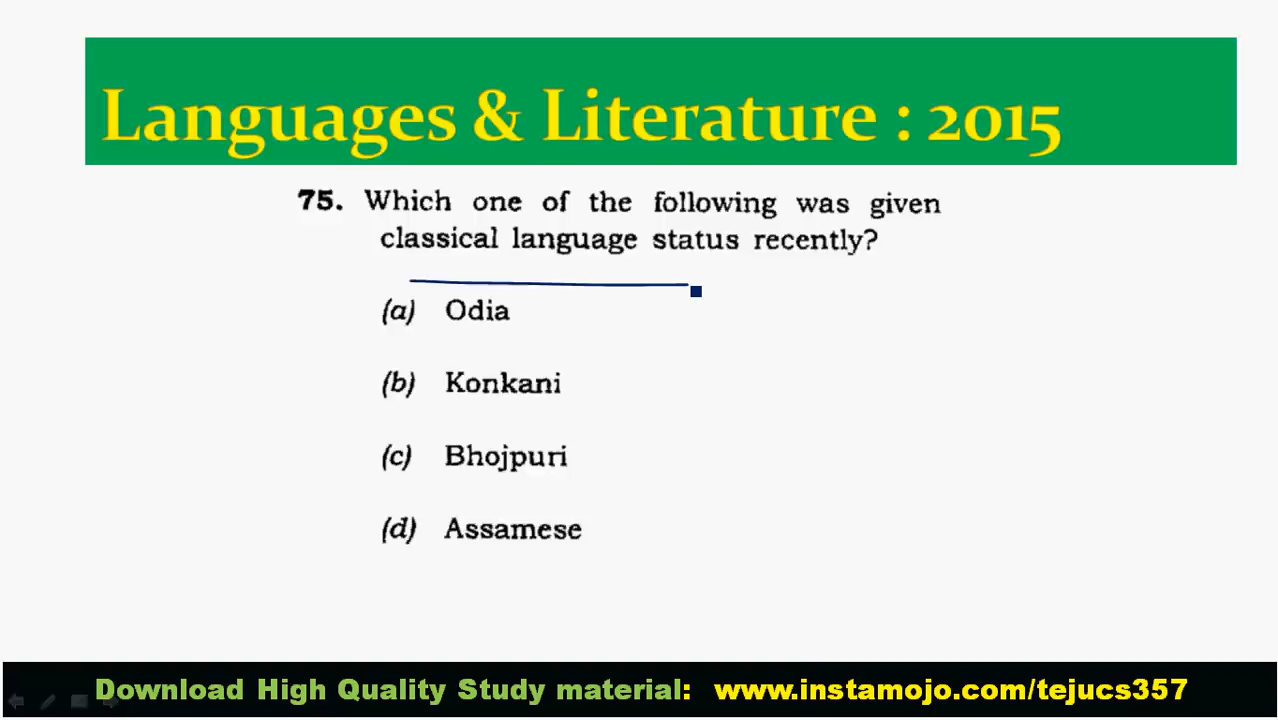 Languages & Literature : 2015
75. Which one of the following was given
classical language status recently?
(a) Odia
(b) Konkani
(c) Bhojpuri
(d) Assamese
Download High Quality Study material: www.instamojo.com/tejucs357